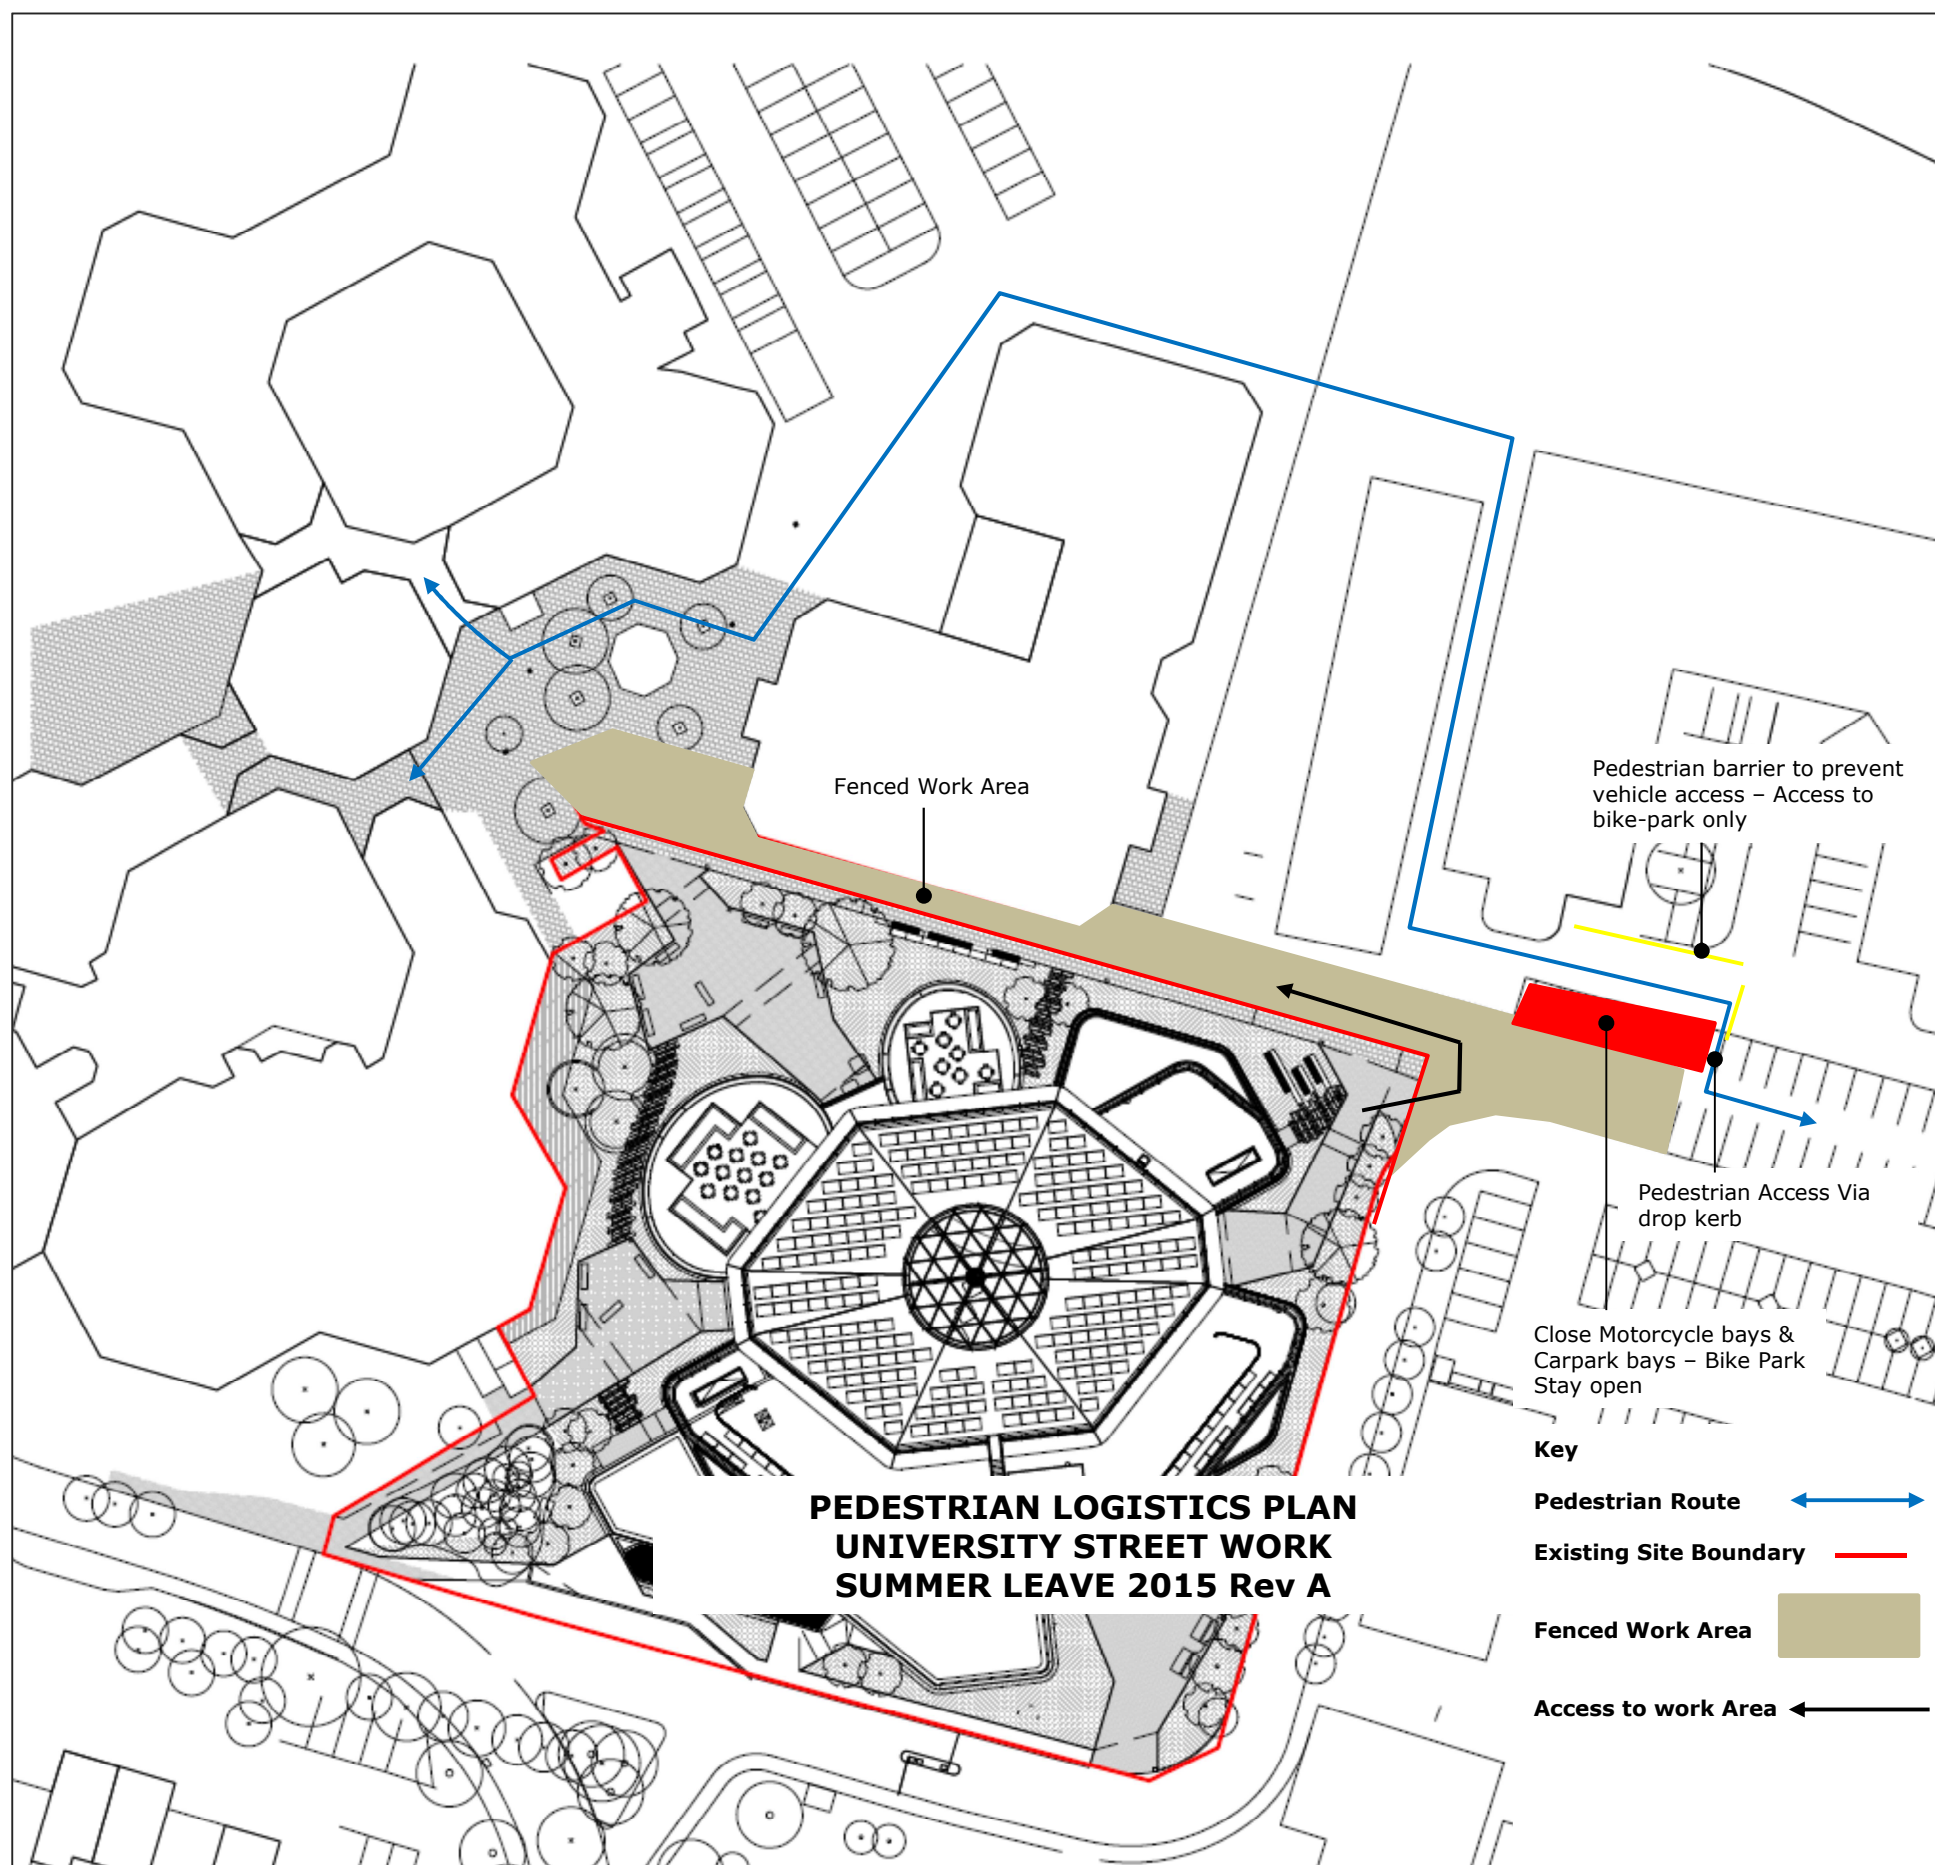 Fenced Work Area
Pedestrian barrier to prevent
vehicle access – Access to
bike-park only
Pedestrian Access Via
drop kerb
Close Motorcycle bays &
Carpark bays – Bike Park
Stay open
Key
Pedestrian Route
Existing Site Boundary
Fenced Work Area
Access to work Area
PEDESTRIAN LOGISTICS PLAN
UNIVERSITY STREET WORK
SUMMER LEAVE 2015 Rev A